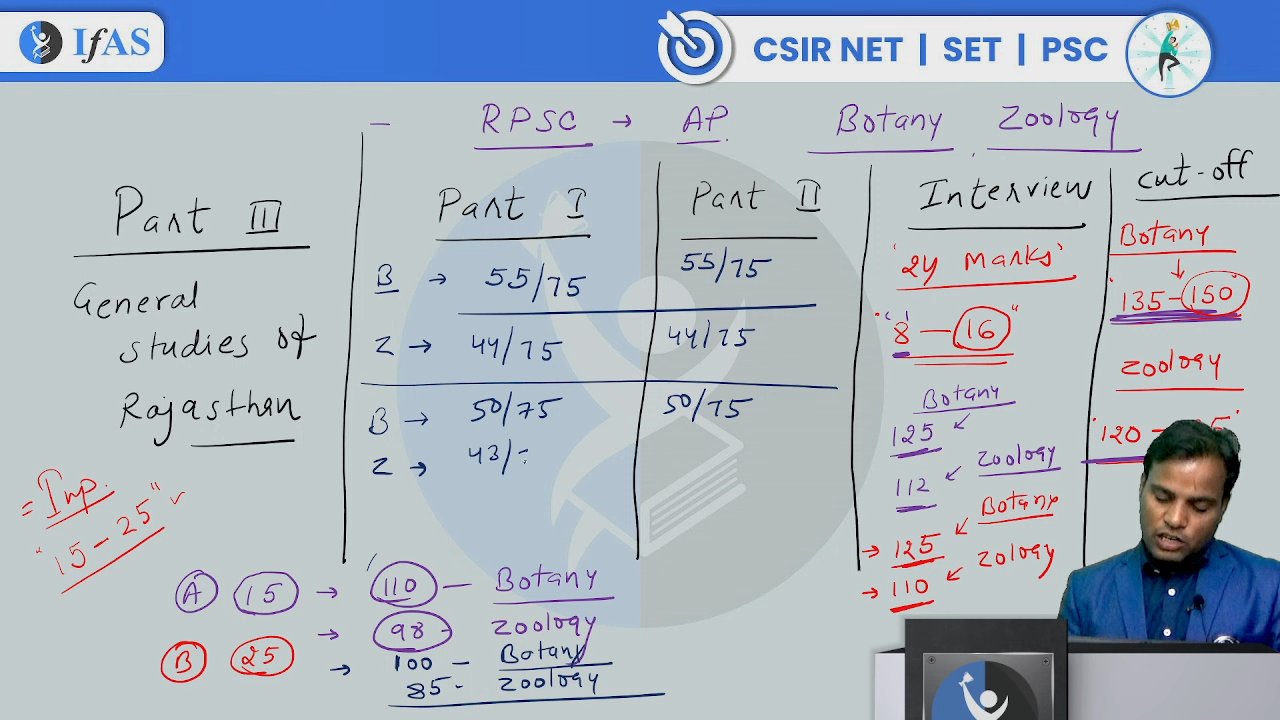 IfAS
CSIR NET | SET | PSC
– RPSC → AP. Botany, Zoology
Part III
General
studies of
Rajasthan
= Imp.
"15 – 25" ✓
Part I
B → 55/75
Z → 44/75
B → 50/75
Z → 43/
Part II
55/75
44/75
50/75
Interview
'24 marks'
"8 – 16"
Botany
125
Zoology
112
Botany
→ 125
Zology
→ 110
cut-off
Botany
↓
"135–150"
Zoology
"120 –
A 15 → 110 – Botany
→ 98 – Zoology
B 25 → 100 – Botany
85 - Zoology